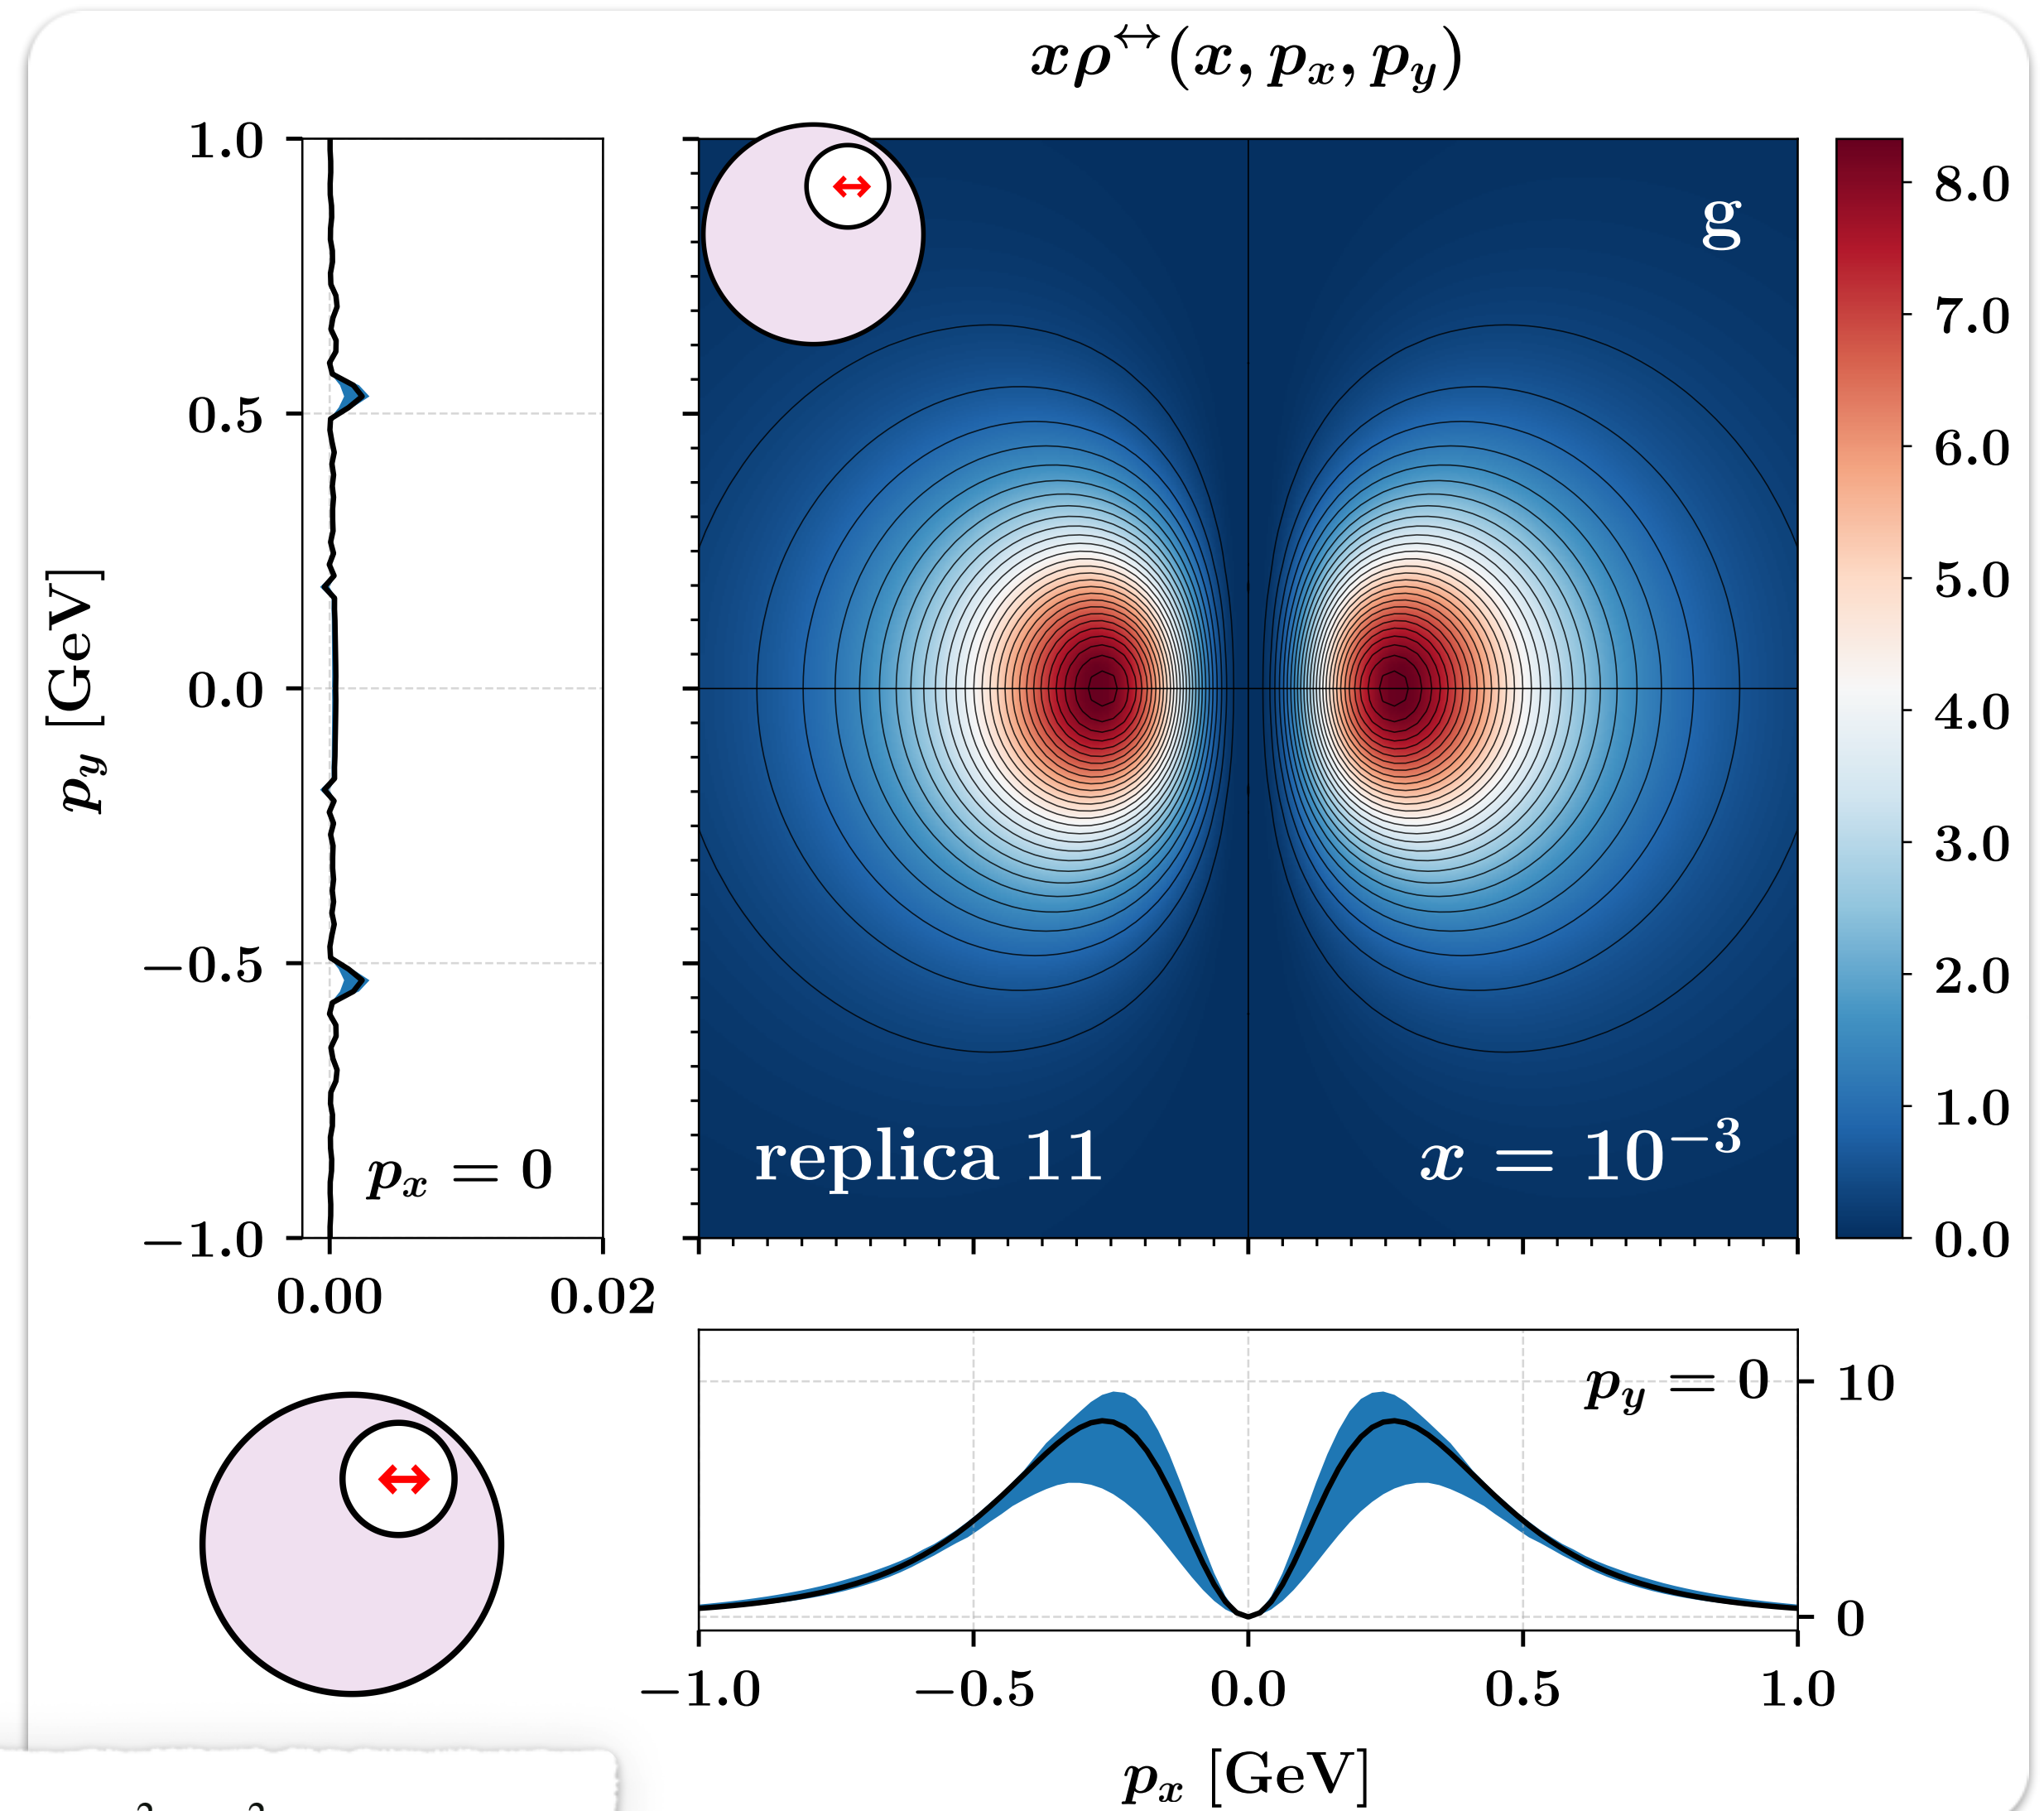 xρ↔(x, pₓ, p_y)
1.0
0.5
0.0
−0.5
−1.0
p_y [GeV]
pₓ = 0
0.00 0.02
g
replica 11
x = 10⁻³
8.0
7.0
6.0
5.0
4.0
3.0
2.0
1.0
0.0
p_y = 0
10
0
−1.0 −0.5 0.0 0.5 1.0
pₓ [GeV]